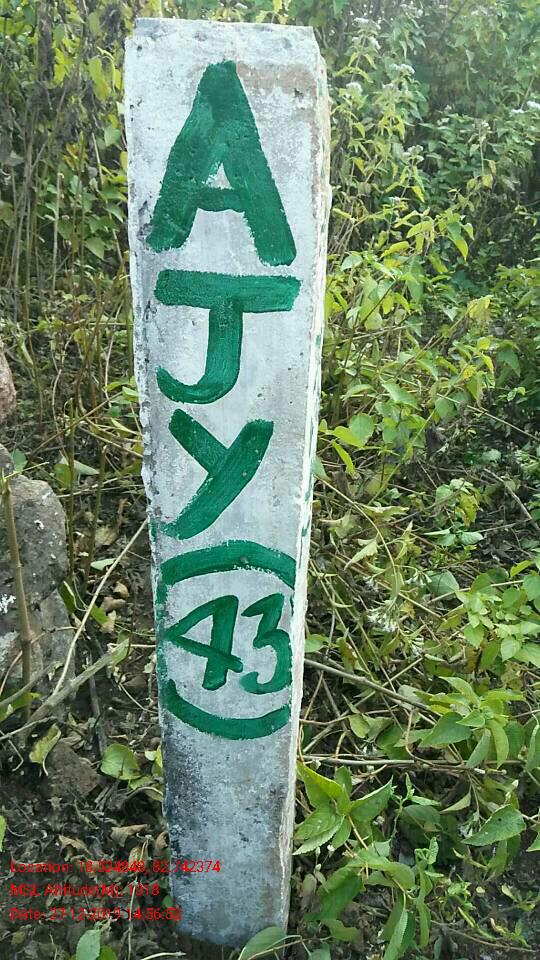 A
J
Y
43
Location: 18.024848, 82.742374
MSL Altitude(M): 1018
Date: 27-12-2019 14:56:52